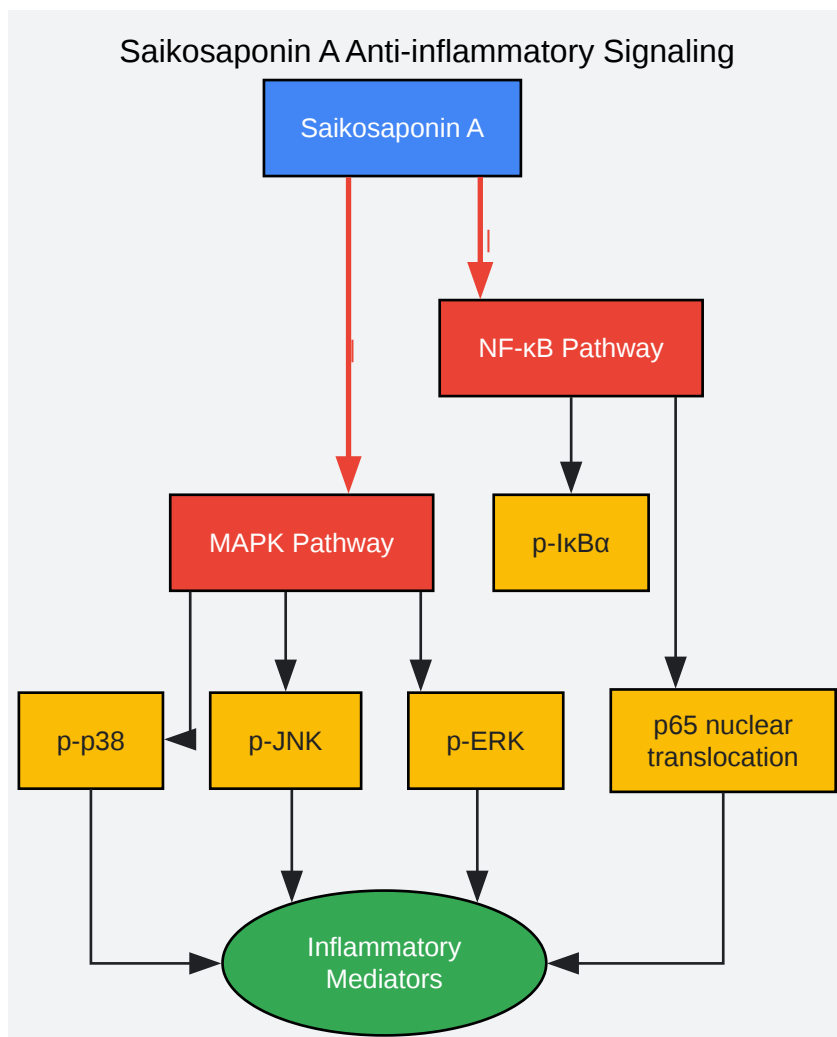 Saikosaponin A Anti-inflammatory Signaling
Saikosaponin A
NF-κB Pathway
MAPK Pathway
p-IκBα
p-p38
p-JNK
p-ERK
p65 nuclear
translocation
Inflammatory
Mediators